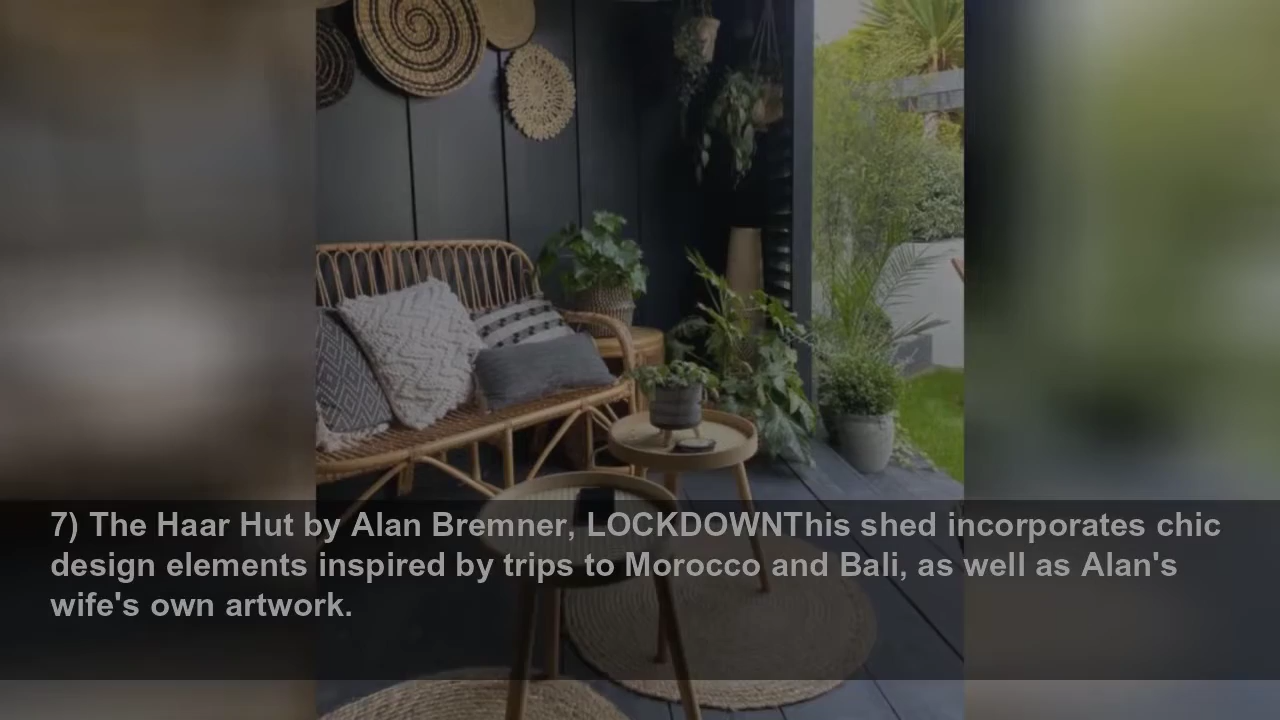 7) The Haar Hut by Alan Bremner, LOCKDOWNThis shed incorporates chic
design elements inspired by trips to Morocco and Bali, as well as Alan's
wife's own artwork.